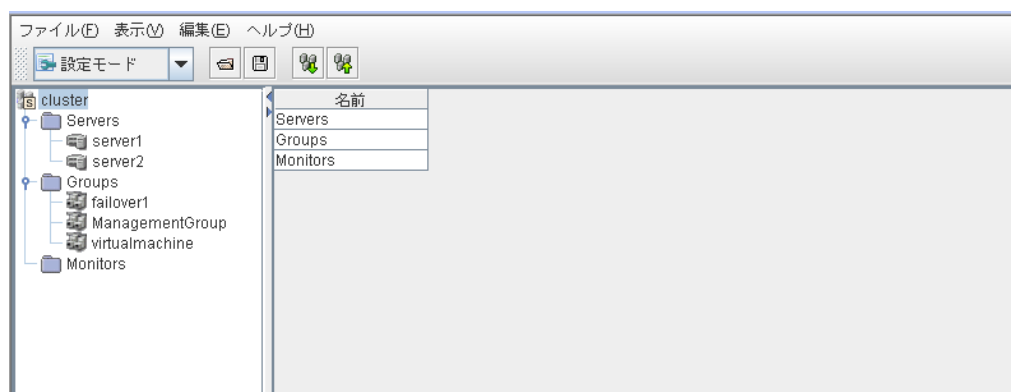 ファイル(F) 表示(V) 編集(E) ヘルプ(H)
設定モード
cluster
Servers
server1
server2
Groups
failover1
ManagementGroup
virtualmachine
Monitors
名前
Servers
Groups
Monitors